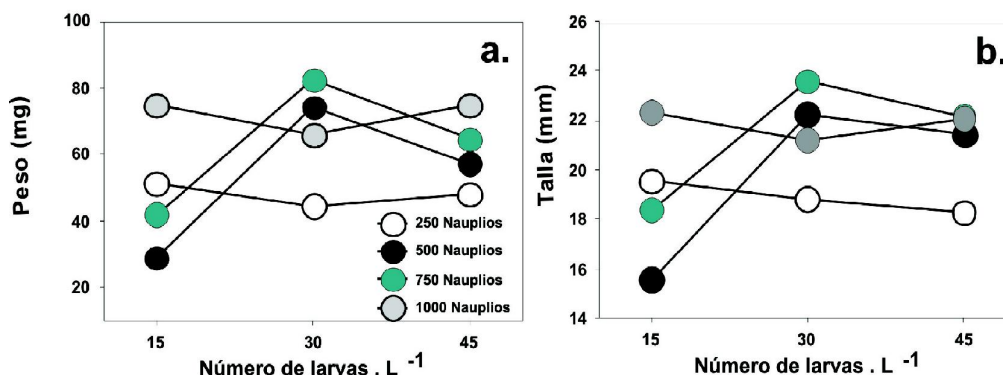 a.
Peso (mg)
100
80
60
40
20
250 Nauplios
500 Nauplios
750 Nauplios
1000 Nauplios
15 30 45
Número de larvas . L -1
b.
Talla (mm)
26
24
22
20
18
16
14
15 30 45
Número de larvas . L -1